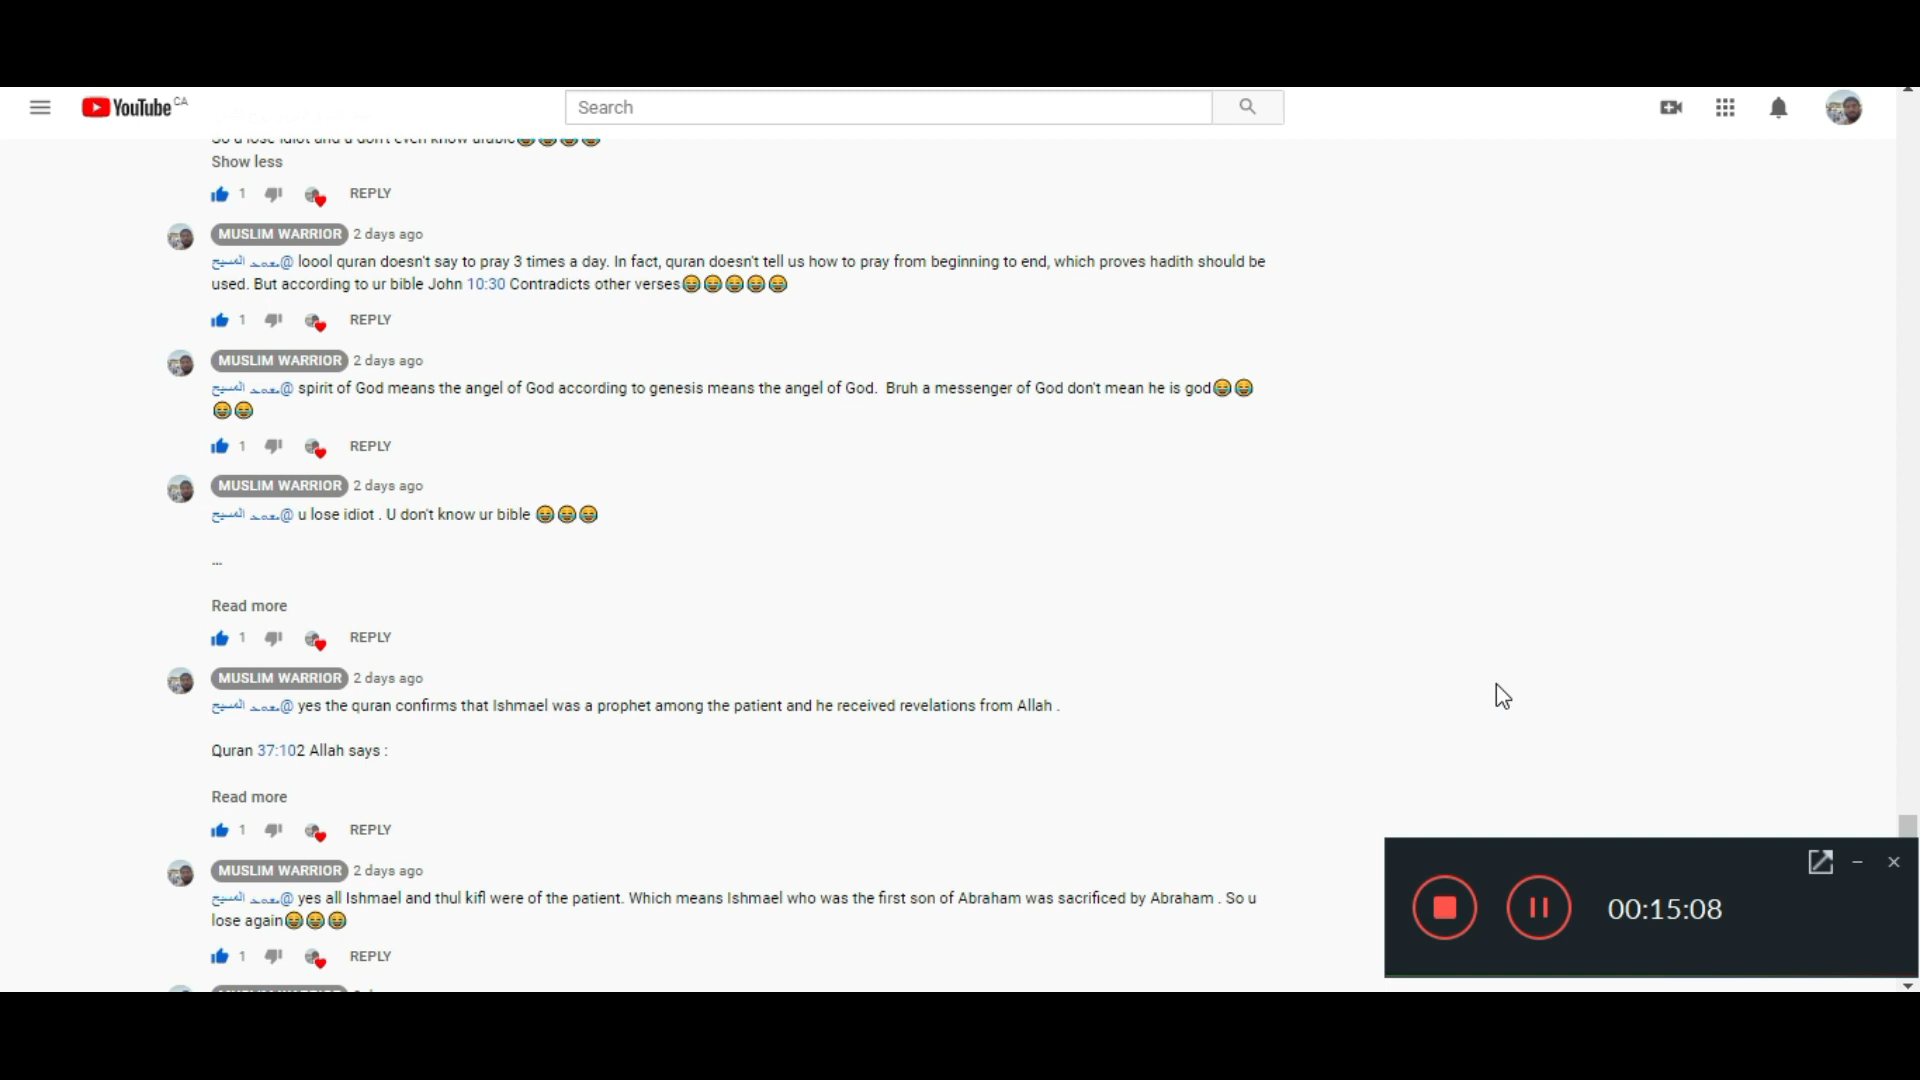 YouTube CA
Search
So u lose idiot and u don't even know arabic😂😂😂😂
Show less
1 REPLY
MUSLIM WARRIOR 2 days ago
@محمد المسيح loool quran doesn't say to pray 3 times a day. In fact, quran doesn't tell us how to pray from beginning to end, which proves hadith should be
used. But according to ur bible John 10:30 Contradicts other verses😂😂😂😂😂
1 REPLY
MUSLIM WARRIOR 2 days ago
@محمد المسيح spirit of God means the angel of God according to genesis means the angel of God. Bruh a messenger of God don't mean he is god😂😂
😂😂
1 REPLY
MUSLIM WARRIOR 2 days ago
@محمد المسيح u lose idiot . U don't know ur bible 😂😂😂
...
Read more
1 REPLY
MUSLIM WARRIOR 2 days ago
@محمد المسيح yes the quran confirms that Ishmael was a prophet among the patient and he received revelations from Allah .
Quran 37:102 Allah says :
Read more
1 REPLY
MUSLIM WARRIOR 2 days ago
@محمد المسيح yes all Ishmael and thul kifl were of the patient. Which means Ishmael who was the first son of Abraham was sacrificed by Abraham . So u
lose again😂😂😂
1 REPLY
00:15:08